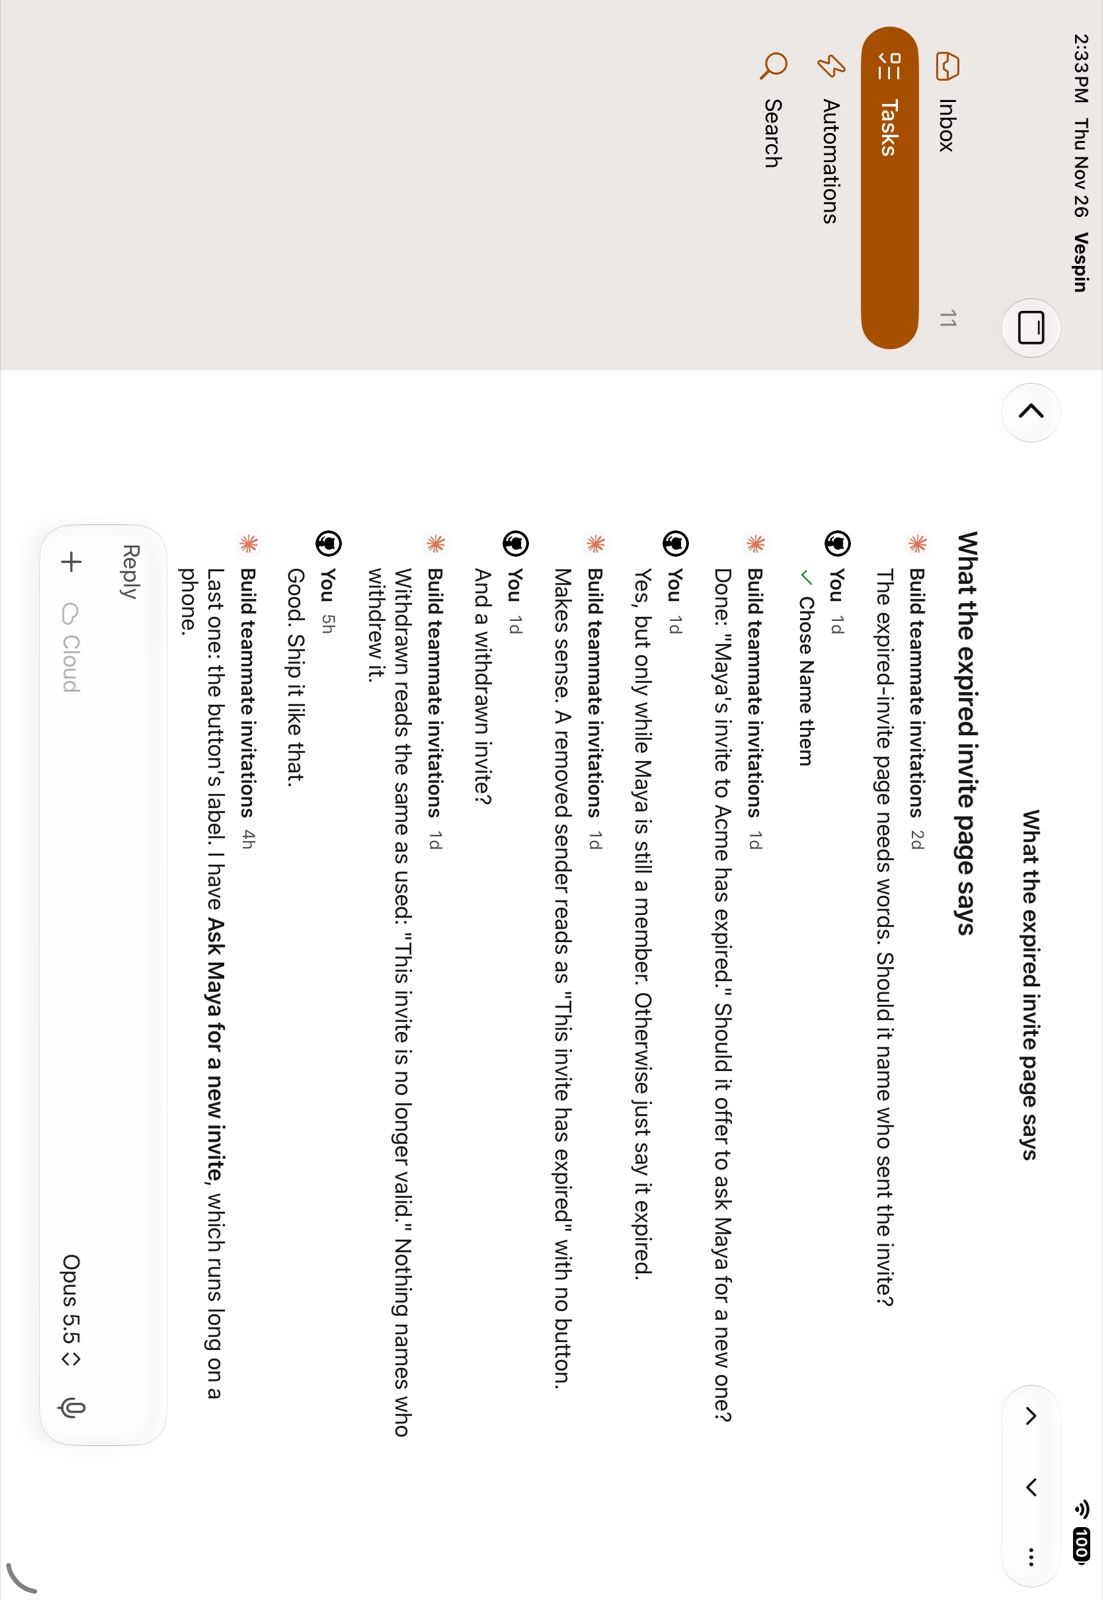 2:33 PM Thu Nov 26 Vespin
100
Inbox 11
Tasks
Automations
Search
What the expired invite page says
What the expired invite page says
Build teammate invitations 2d
The expired-invite page needs words. Should it name who sent the invite?
You 1d
Chose Name them
Build teammate invitations 1d
Done: "Maya's invite to Acme has expired." Should it offer to ask Maya for a new one?
You 1d
Yes, but only while Maya is still a member. Otherwise just say it expired.
Build teammate invitations 1d
Makes sense. A removed sender reads as "This invite has expired" with no button.
You 1d
And a withdrawn invite?
Build teammate invitations 1d
Withdrawn reads the same as used: "This invite is no longer valid." Nothing names who
withdrew it.
You 5h
Good. Ship it like that.
Build teammate invitations 4h
Last one: the button's label. I have Ask Maya for a new invite, which runs long on a
phone.
Reply
Cloud
Opus 5.5